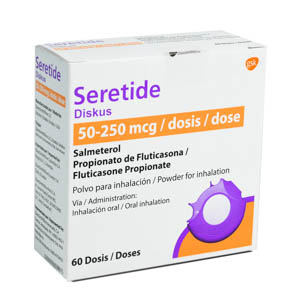 gsk
Seretide
Diskus
50-250 mcg / dosis / dose
Salmeterol
Propionato de Fluticasona /
Fluticasone Propionate
Polvo para inhalación / Powder for inhalation
Vía / Administration:
Inhalación oral / Oral inhalation
60 Dosis / Doses